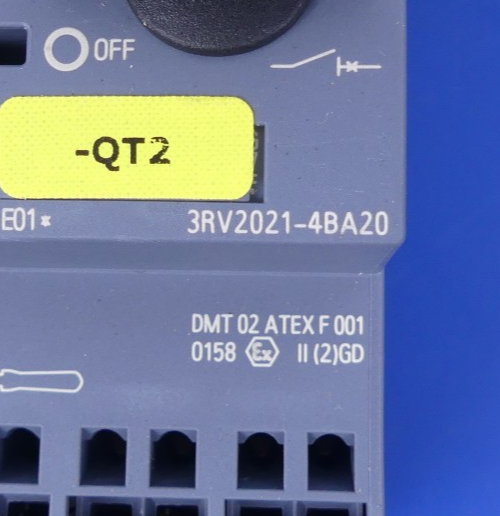 OFF
-QT2
E01*
3RV2021-4BA20
DMT 02 ATEX F 001
0158 Ex II (2)GD